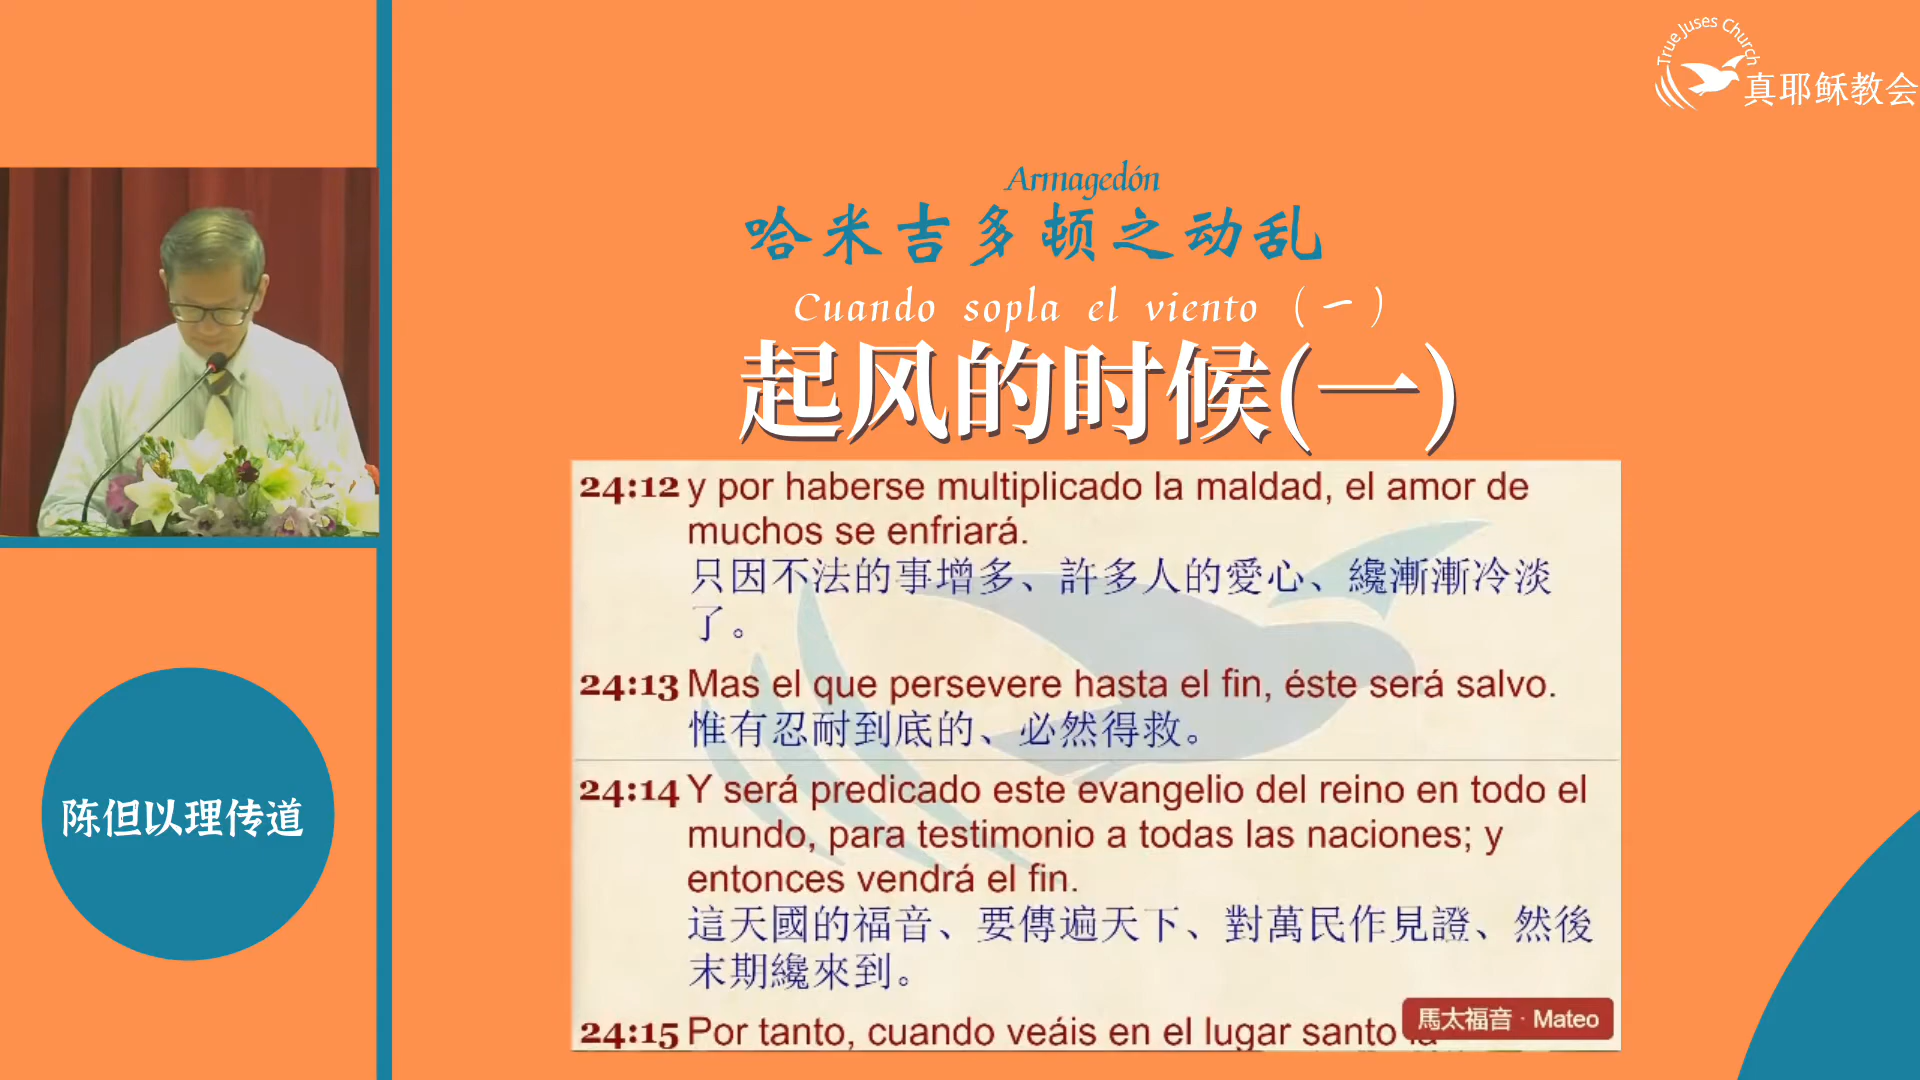 True Juses Church
真耶稣教会
Armagedón
哈米吉多顿之动乱
Cuando sopla el viento (一)
起风的时候(一)
24:12 y por haberse multiplicado la maldad, el amor de
muchos se enfriará.
只因不法的事增多、許多人的愛心、纔漸漸冷淡
了。
24:13 Mas el que persevere hasta el fin, éste será salvo.
惟有忍耐到底的、必然得救。
24:14 Y será predicado este evangelio del reino en todo el
mundo, para testimonio a todas las naciones; y
entonces vendrá el fin.
這天國的福音、要傳遍天下、對萬民作見證、然後
末期纔來到。
24:15 Por tanto, cuando veáis en el lugar santo la
馬太福音 · Mateo
陈但以理传道